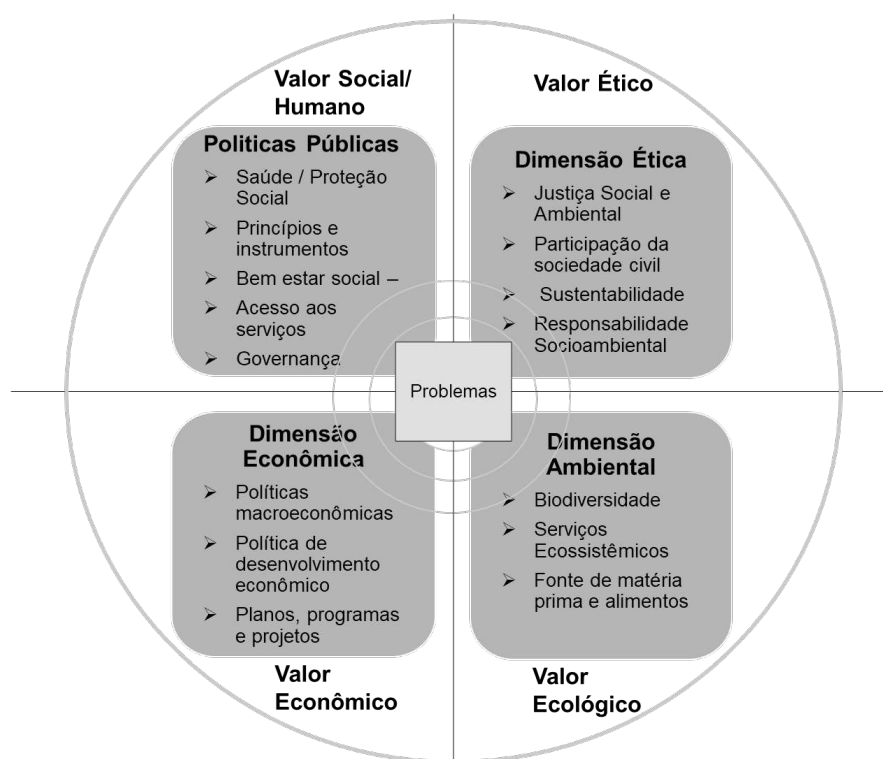 Valor Social/
Humano
Politicas Públicas
➢ Saúde / Proteção
Social
➢ Princípios e
instrumentos
➢ Bem estar social –
➢ Acesso aos
serviços
➢ Governança
Valor Ético
Dimensão Ética
➢ Justiça Social e
Ambiental
➢ Participação da
sociedade civil
➢ Sustentabilidade
➢ Responsabilidade
Socioambiental
Problemas
Dimensão
Econômica
➢ Políticas
macroeconômicas
➢ Política de
desenvolvimento
econômico
➢ Planos, programas
e projetos
Valor
Econômico
Dimensão
Ambiental
➢ Biodiversidade
➢ Serviços
Ecossistêmicos
➢ Fonte de matéria
prima e alimentos
Valor
Ecológico